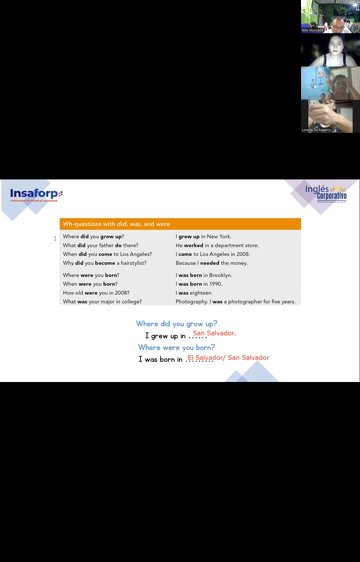 Insaforp
Inglés
Corporativo
Wh-questions with did, was, and were
Where did you grow up? I grew up in New York.
What did your father do there? He worked in a department store.
When did you come to Los Angeles? I came to Los Angeles in 2008.
Why did you become a hairstylist? Because I needed the money.
Where were you born? I was born in Brooklyn.
When were you born? I was born in 1990.
How old were you in 2008? I was eighteen.
What was your major in college? Photography. I was a photographer for five years.
Where did you grow up?
I grew up in ...... San Salvador.
Where were you born?
I was born in ......... El Salvador/ San Salvador